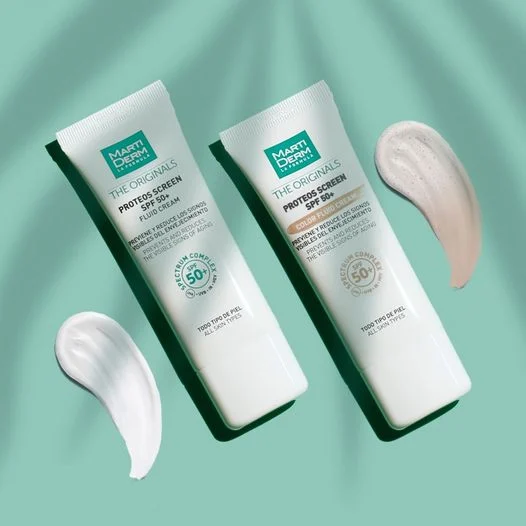 MARTI
DERM
LA FORMULA
THE ORIGINALS
PROTEOS SCREEN
SPF 50+
FLUID CREAM
PREVIENE Y REDUCE LOS SIGNOS
VISIBLES DEL ENVEJECIMIENTO
PREVENTS AND REDUCES
THE VISIBLE SIGNS OF AGING
SPECTRUM COMPLEX
SPF
50+
TODO TIPO DE PIEL
ALL SKIN TYPES
MARTI
DERM
LA FORMULA
THE ORIGINALS
PROTEOS SCREEN
SPF 50+
COLOR FLUID CREAM
PREVIENE Y REDUCE LOS SIGNOS
VISIBLES DEL ENVEJECIMIENTO
PREVENTS AND REDUCES
THE VISIBLE SIGNS OF AGING
SPECTRUM COMPLEX
SPF
50+
TODO TIPO DE PIEL
ALL SKIN TYPES